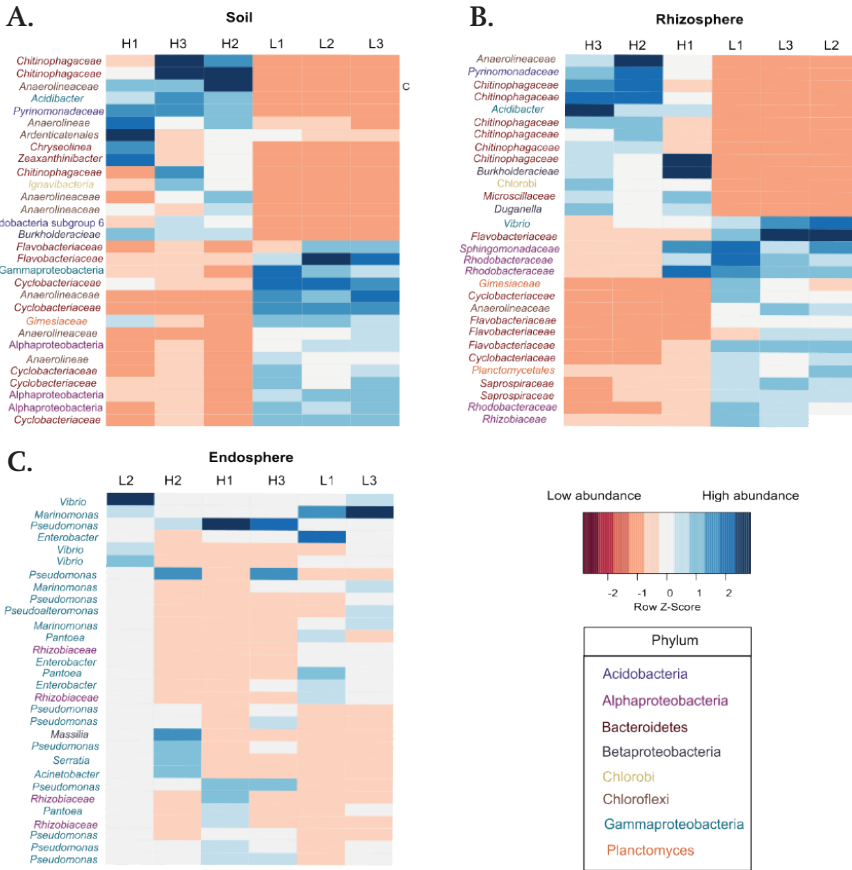 A.
Soil
H1 H3 H2 L1 L2 L3
Chitinophagaceae
Chitinophagaceae
Anaerolineaceae
C
Acidibacter
Pyrinomonadaceae
Anaerolineae
Ardenticatenales
Chryseolinea
Zeaxanthinibacter
Chitinophagaceae
Ignavibacteria
Anaerolineaceae
Anaerolineaceae
dobacteria subgroup 6
Burkholderacieae
Flavobacteriaceae
Flavobacteriaceae
Gammaproteobacteria
Cyclobacteriaceae
Anaerolineaceae
Cyclobacteriaceae
Gimesiaceae
Anaerolineaceae
Alphaproteobacteria
Anaerolineae
Cyclobacteriaceae
Cyclobacteriaceae
Alphaproteobacteria
Alphaproteobacteria
Cyclobacteriaceae
B.
Rhizosphere
H3 H2 H1 L1 L3 L2
Anaerolineaceae
Pyrinomonadaceae
Chitinophagaceae
Chitinophagaceae
Acidibacter
Chitinophagaceae
Chitinophagaceae
Chitinophagaceae
Chitinophagaceae
Burkholderacieae
Chlorobi
Microscillaceae
Duganella
Vibrio
Flavobacteriaceae
Sphingomonadaceae
Rhodobacteraceae
Rhodobacteraceae
Gimesiaceae
Cyclobacteriaceae
Anaerolineaceae
Flavobacteriaceae
Flavobacteriaceae
Flavobacteriaceae
Cyclobacteriaceae
Planctomycetales
Saprospiraceae
Saprospiraceae
Rhodobacteraceae
Rhizobiaceae
C.
Endosphere
L2 H2 H1 H3 L1 L3
Vibrio
Marinomonas
Pseudomonas
Enterobacter
Vibrio
Vibrio
Pseudomonas
Marinomonas
Pseudomonas
Pseudoalteromonas
Marinomonas
Pantoea
Rhizobiaceae
Enterobacter
Pantoea
Enterobacter
Rhizobiaceae
Pseudomonas
Pseudomonas
Massilia
Pseudomonas
Serratia
Acinetobacter
Pseudomonas
Rhizobiaceae
Pantoea
Rhizobiaceae
Pseudomonas
Pseudomonas
Pseudomonas
Low abundance High abundance
-2 -1 0 1 2
Row Z-Score
Phylum
Acidobacteria
Alphaproteobacteria
Bacteroidetes
Betaproteobacteria
Chlorobi
Chloroflexi
Gammaproteobacteria
Planctomyces